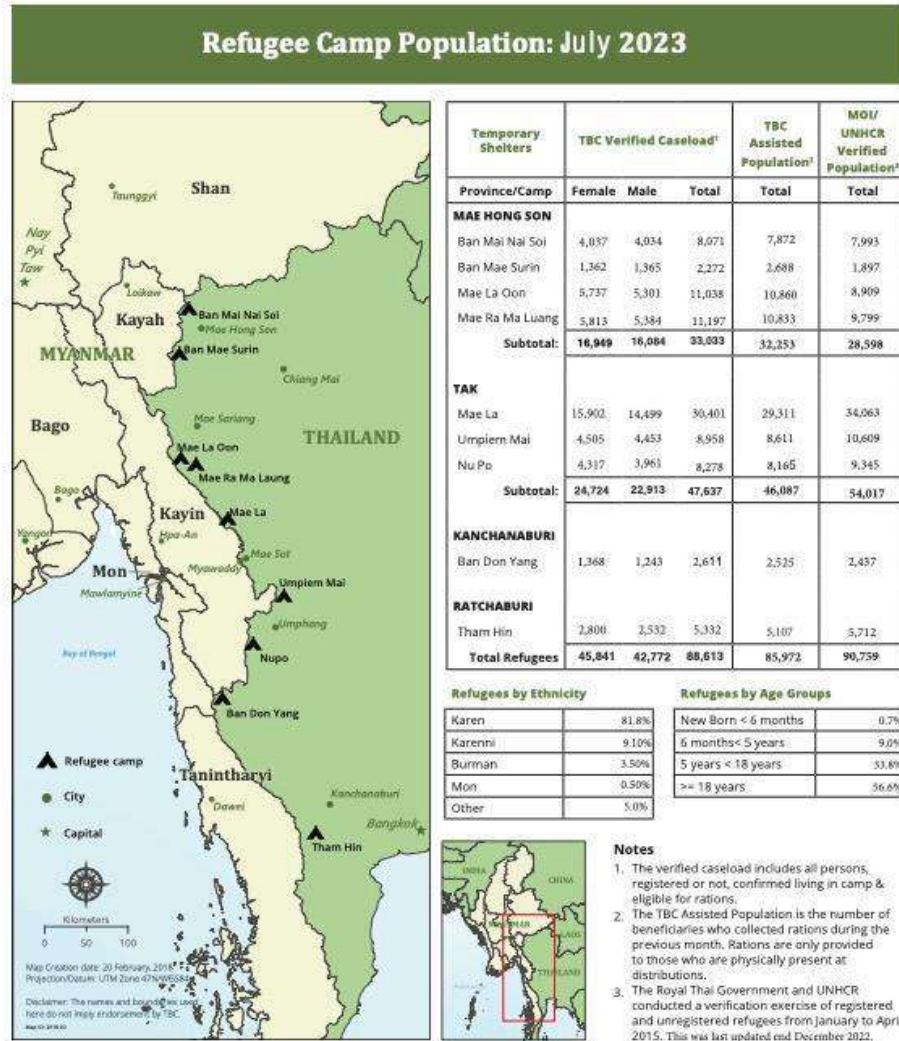 Refugee Camp Population: July 2023
Shan
Taunggyi
Nay
Pyi
Taw
Loikaw
Kayah
Ban Mai Nai Soi
Mae Hong Son
MYANMAR
Ban Mae Surin
Chiang Mai
Bago
Mae Sariang
THAILAND
Mae La Oon
Mae Ra Ma Laung
Bago
Kayin
Mae La
Hpa-An
Yangon
Mae Sot
Myawaddy
Mon
Umpiem Mai
Mawlamyine
Umphang
Bay of Bengal
Nupo
Ban Don Yang
Refugee camp
Tanintharyi
City
Kanchanaburi
Dawei
Capital
Bangkok
Tham Hin
Kilometers
0 50 100
Map Creation date: 20 February, 2018
Projection/Datum: UTM Zone 47N/WGS84
Disclaimer: The names and boundaries used
here do not imply endorsement by TBC.
Temporary Shelters TBC Verified Caseload¹ TBC Assisted Population² MOI/ UNHCR Verified Population³
Province/Camp Female Male Total Total Total
MAE HONG SON
Ban Mai Nai Soi 4,037 4,034 8,071 7,872 7,993
Ban Mae Surin 1,362 1,365 2,272 2,688 1,897
Mae La Oon 5,737 5,301 11,038 10,860 8,909
Mae Ra Ma Luang 5,813 5,384 11,197 10,833 9,799
Subtotal: 16,949 16,084 33,033 32,253 28,598
TAK
Mae La 15,902 14,499 30,401 29,311 34,063
Umpiem Mai 4,505 4,453 8,958 8,611 10,609
Nu Po 4,317 3,961 8,278 8,165 9,345
Subtotal: 24,724 22,913 47,637 46,087 54,017
KANCHANABURI
Ban Don Yang 1,368 1,243 2,611 2,525 2,437
RATCHABURI
Tham Hin 2,800 2,532 5,332 5,107 5,712
Total Refugees 45,841 42,772 88,613 85,972 90,759
Refugees by Ethnicity
Karen 81.8%
Karenni 9.10%
Burman 3.50%
Mon 0.50%
Other 5.0%
Refugees by Age Groups
New Born < 6 months 0.7%
6 months< 5 years 9.0%
5 years < 18 years 33.8%
>= 18 years 56.6%
INDIA
CHINA
MYANMAR
LAOS
THAILAND
Notes
1. The verified caseload includes all persons,
registered or not, confirmed living in camp &
eligible for rations.
2. The TBC Assisted Population is the number of
beneficiaries who collected rations during the
previous month. Rations are only provided
to those who are physically present at
distributions.
3. The Royal Thai Government and UNHCR
conducted a verification exercise of registered
and unregistered refugees from January to April
2015. This was last updated end December 2022.